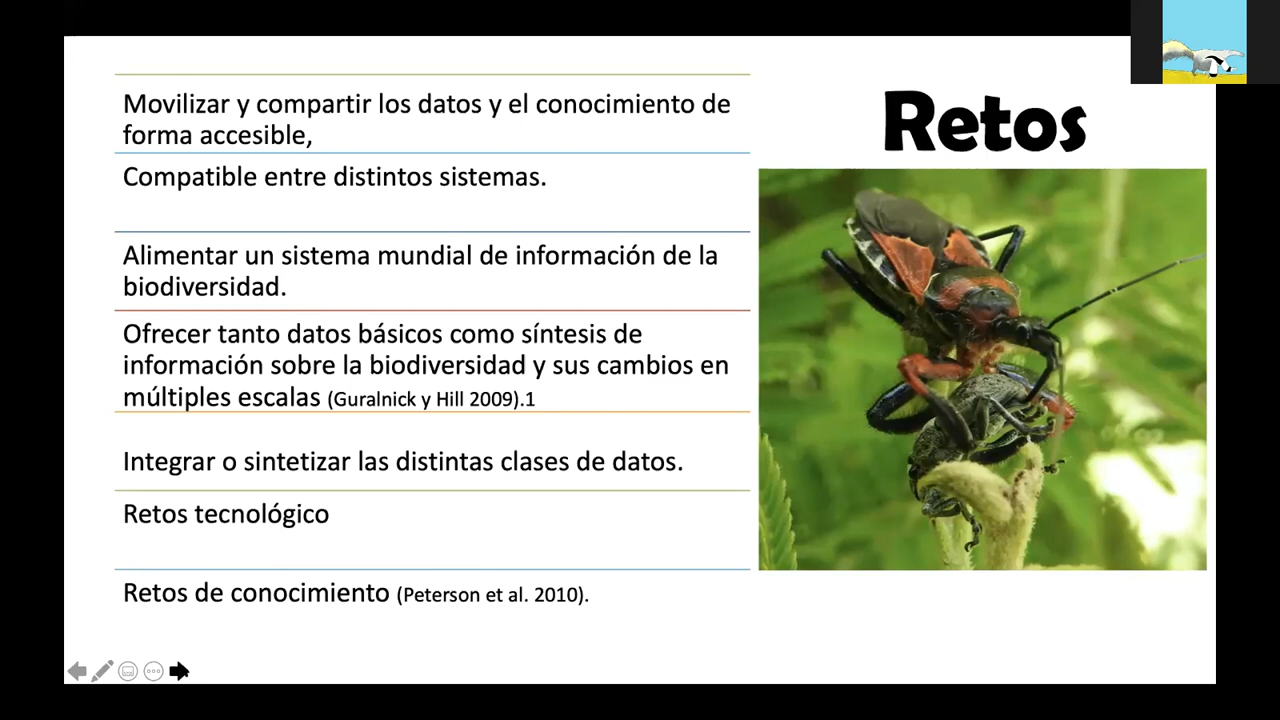 Retos
Movilizar y compartir los datos y el conocimiento de
forma accesible,
Compatible entre distintos sistemas.
Alimentar un sistema mundial de información de la
biodiversidad.
Ofrecer tanto datos básicos como síntesis de
información sobre la biodiversidad y sus cambios en
múltiples escalas (Guralnick y Hill 2009).1
Integrar o sintetizar las distintas clases de datos.
Retos tecnológico
Retos de conocimiento (Peterson et al. 2010).